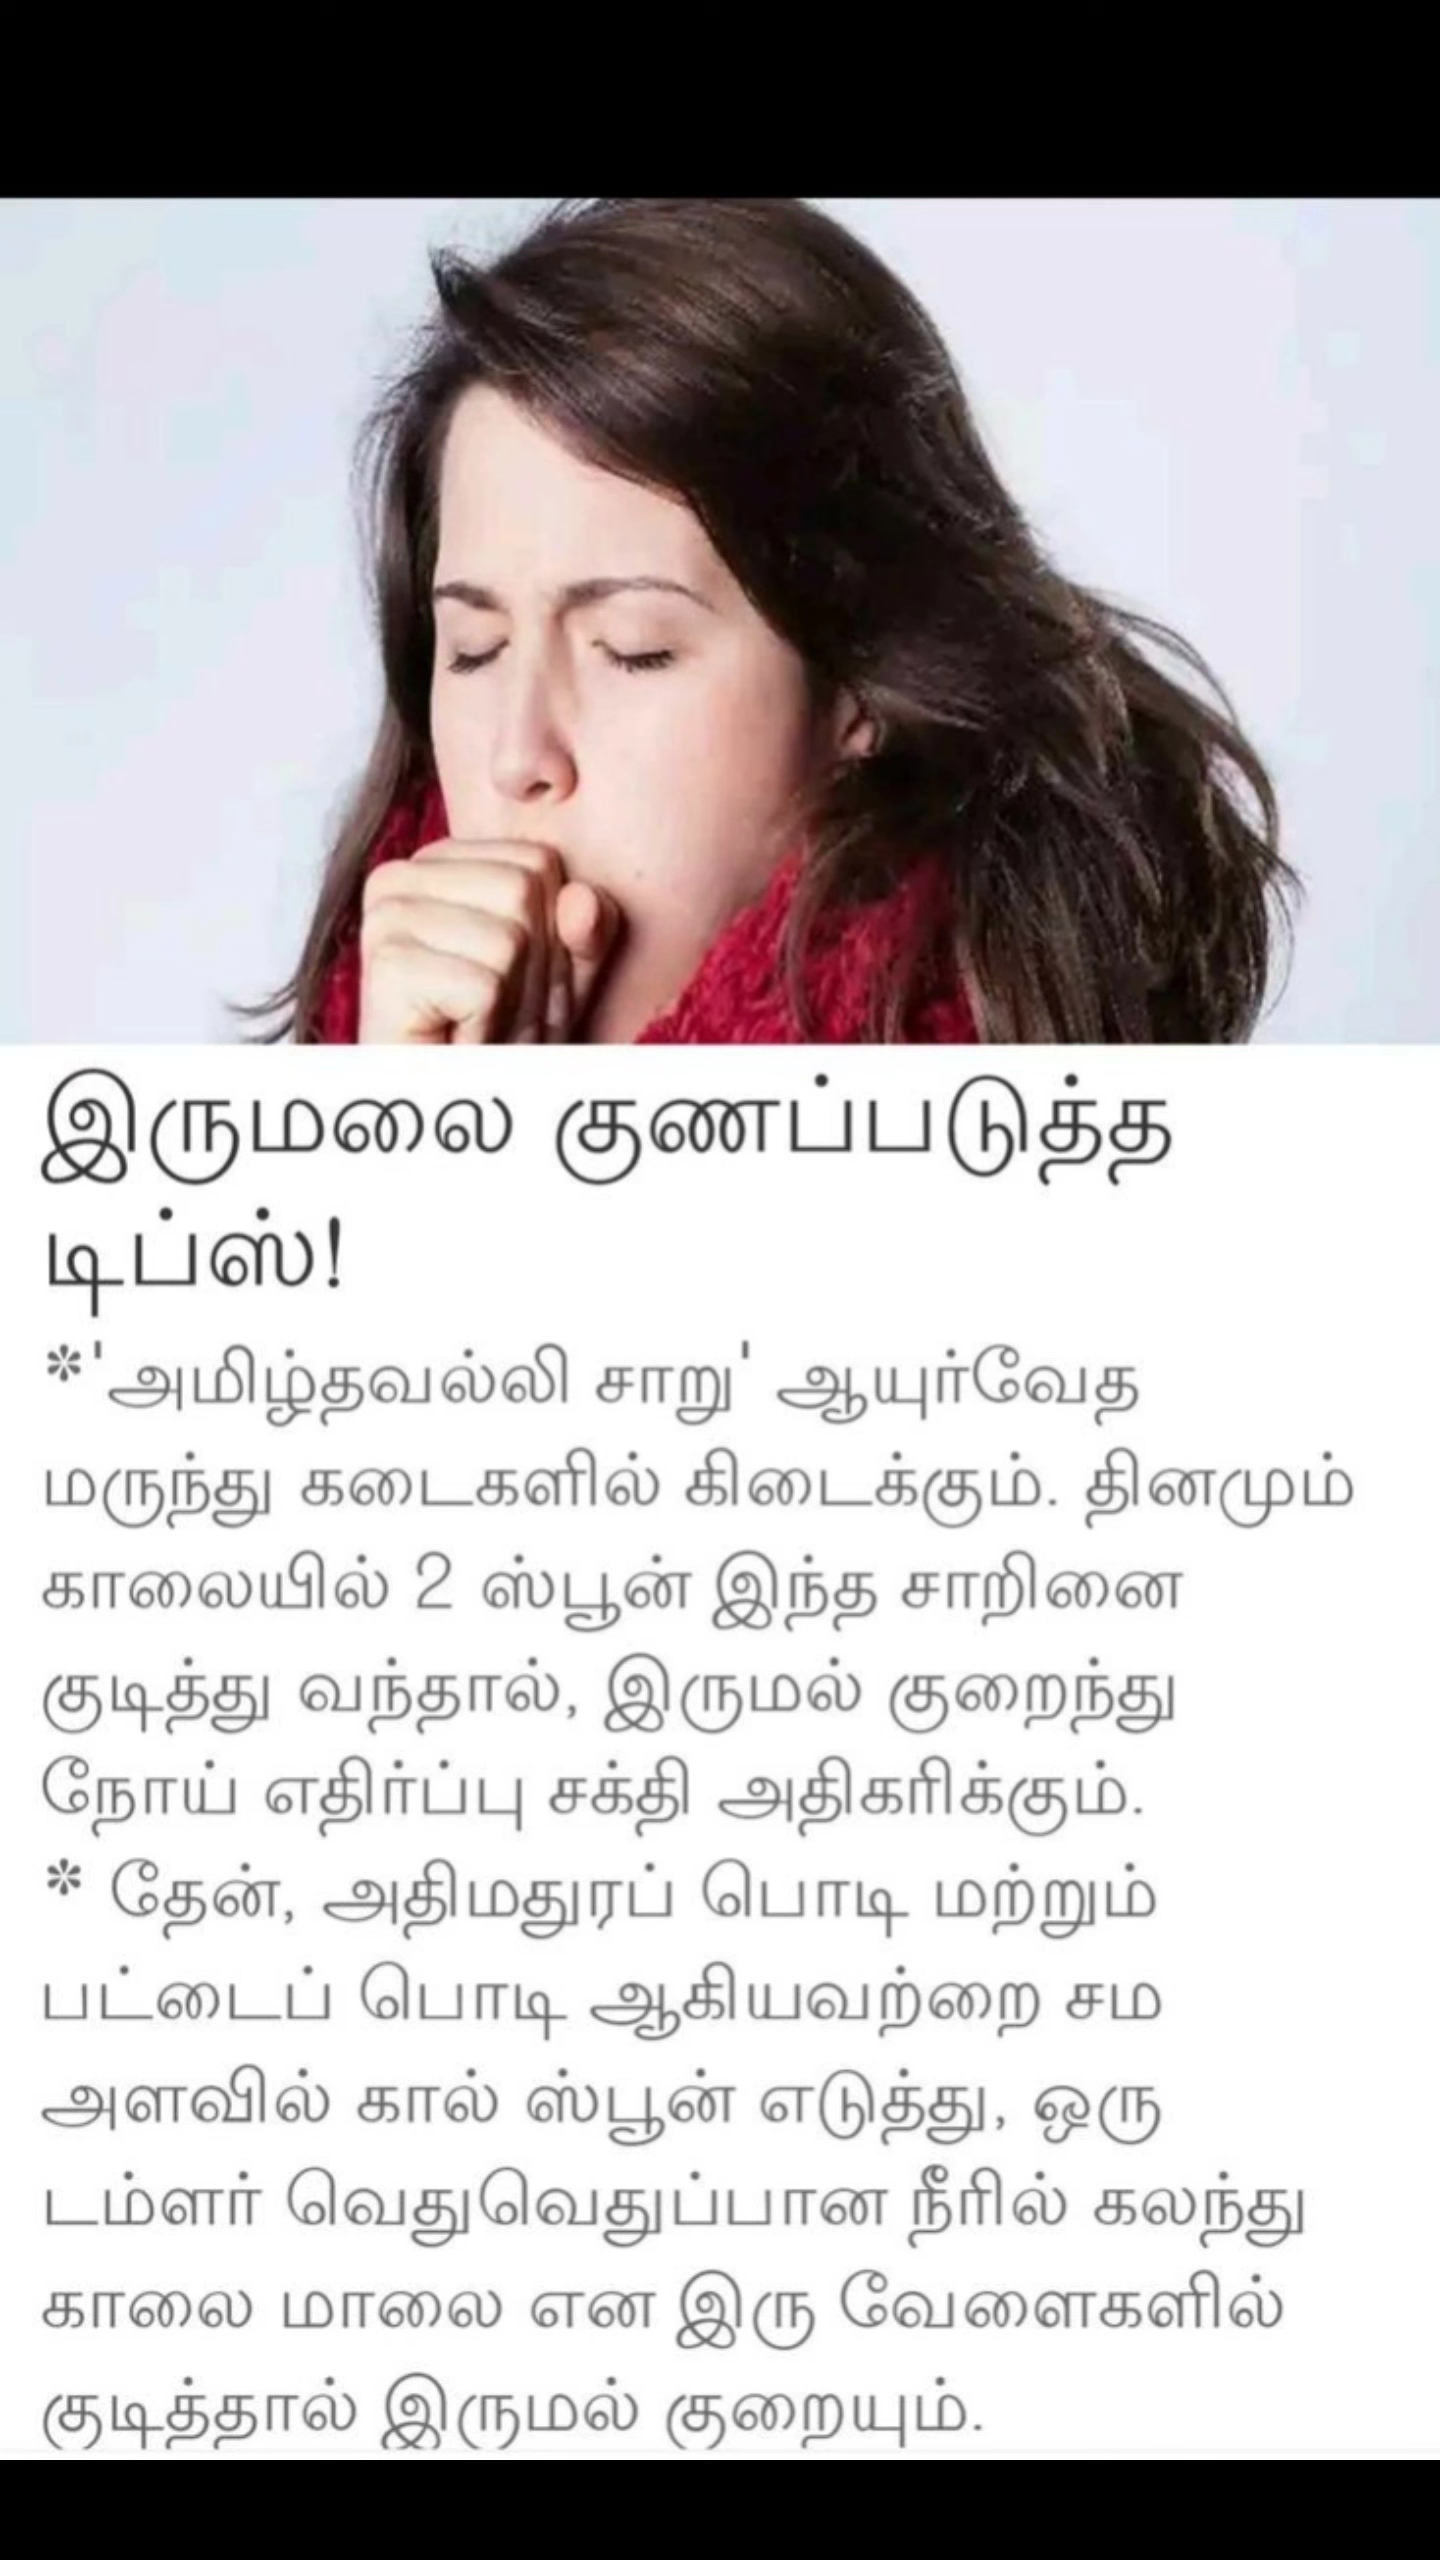 இருமலை குணப்படுத்த
டிப்ஸ்!
*'அமிழ்தவல்லி சாறு' ஆயுர்வேத
மருந்து கடைகளில் கிடைக்கும். தினமும்
காலையில் 2 ஸ்பூன் இந்த சாறினை
குடித்து வந்தால், இருமல் குறைந்து
நோய் எதிர்ப்பு சக்தி அதிகரிக்கும்.
* தேன், அதிமதுரப் பொடி மற்றும்
பட்டைப் பொடி ஆகியவற்றை சம
அளவில் கால் ஸ்பூன் எடுத்து, ஒரு
டம்ளர் வெதுவெதுப்பான நீரில் கலந்து
காலை மாலை என இரு வேளைகளில்
குடித்தால் இருமல் குறையும்.